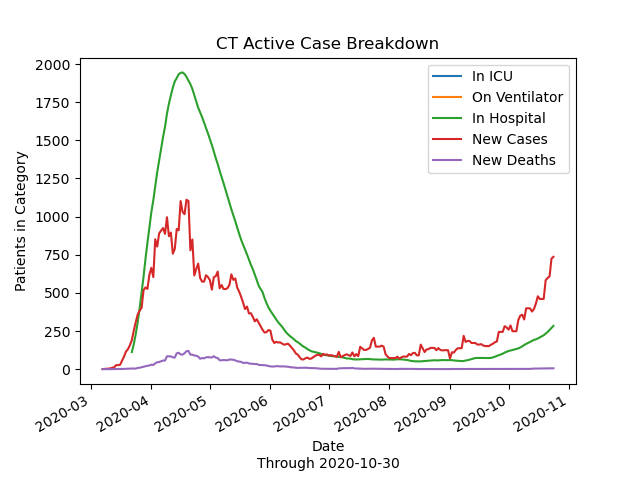 CT Active Case Breakdown
2000
1750
1500
1250
1000
750
500
250
0
Patients in Category
In ICU
On Ventilator
In Hospital
New Cases
New Deaths
2020-03
2020-04
2020-05
2020-06
2020-07
2020-08
2020-09
2020-10
2020-11
Date
Through 2020-10-30